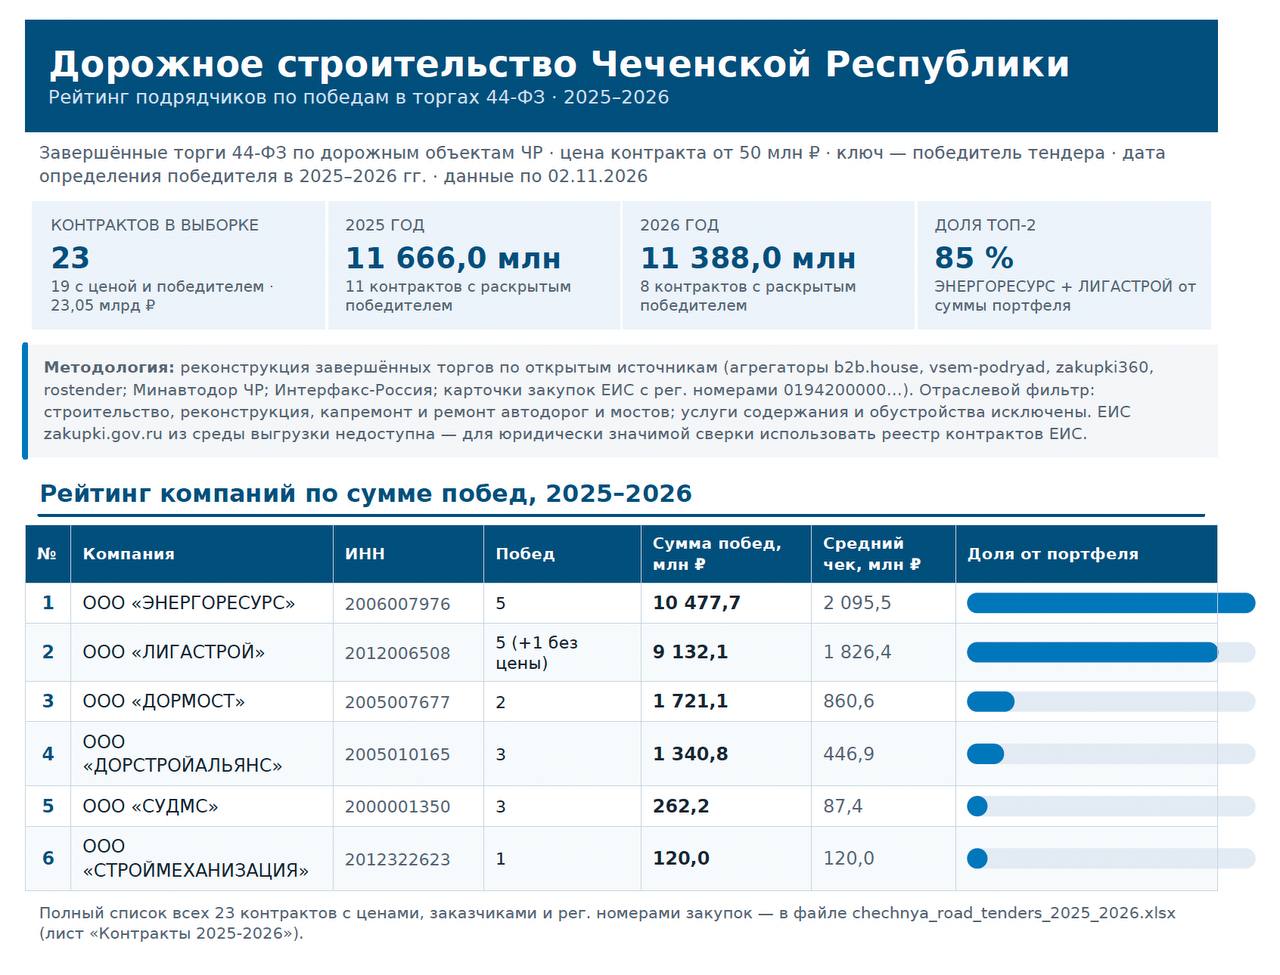 Дорожное строительство Чеченской Республики
Рейтинг подрядчиков по победам в торгах 44-ФЗ · 2025–2026
Завершённые торги 44-ФЗ по дорожным объектам ЧР · цена контракта от 50 млн ₽ · ключ — победитель тендера · дата
определения победителя в 2025–2026 гг. · данные по 02.11.2026
КОНТРАКТОВ В ВЫБОРКЕ
23
19 с ценой и победителем ·
23,05 млрд ₽
2025 ГОД
11 666,0 млн
11 контрактов с раскрытым
победителем
2026 ГОД
11 388,0 млн
8 контрактов с раскрытым
победителем
ДОЛЯ ТОП-2
85 %
ЭНЕРГОРЕСУРС + ЛИГАСТРОЙ от
суммы портфеля
Методология: реконструкция завершённых торгов по открытым источникам (агрегаторы b2b.house, vsem-podryad, zakupki360,
rostender; Минавтодор ЧР; Интерфакс-Россия; карточки закупок ЕИС с рег. номерами 0194200000…). Отраслевой фильтр:
строительство, реконструкция, капремонт и ремонт автодорог и мостов; услуги содержания и обустройства исключены. ЕИС
zakupki.gov.ru из среды выгрузки недоступна — для юридически значимой сверки использовать реестр контрактов ЕИС.
Рейтинг компаний по сумме побед, 2025–2026
№ Компания ИНН Побед Сумма побед, млн ₽ Средний чек, млн ₽ Доля от портфеля
1 ООО «ЭНЕРГОРЕСУРС» 2006007976 5 10 477,7 2 095,5
2 ООО «ЛИГАСТРОЙ» 2012006508 5 (+1 без цены) 9 132,1 1 826,4
3 ООО «ДОРМОСТ» 2005007677 2 1 721,1 860,6
4 ООО «ДОРСТРОЙАЛЬЯНС» 2005010165 3 1 340,8 446,9
5 ООО «СУДМС» 2000001350 3 262,2 87,4
6 ООО «СТРОЙМЕХАНИЗАЦИЯ» 2012322623 1 120,0 120,0
Полный список всех 23 контрактов с ценами, заказчиками и рег. номерами закупок — в файле chechnya_road_tenders_2025_2026.xlsx
(лист «Контракты 2025-2026»).